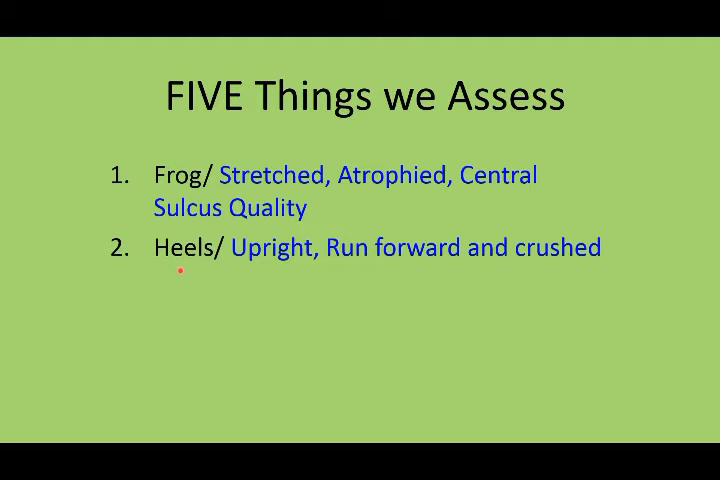 FIVE Things we Assess
1. Frog/ Stretched, Atrophied, Central
Sulcus Quality
2. Heels/ Upright, Run forward and crushed